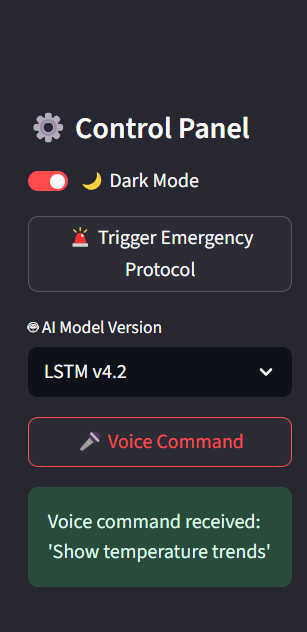 Control Panel
Dark Mode
Trigger Emergency
Protocol
AI Model Version
LSTM v4.2
Voice Command
Voice command received:
'Show temperature trends'